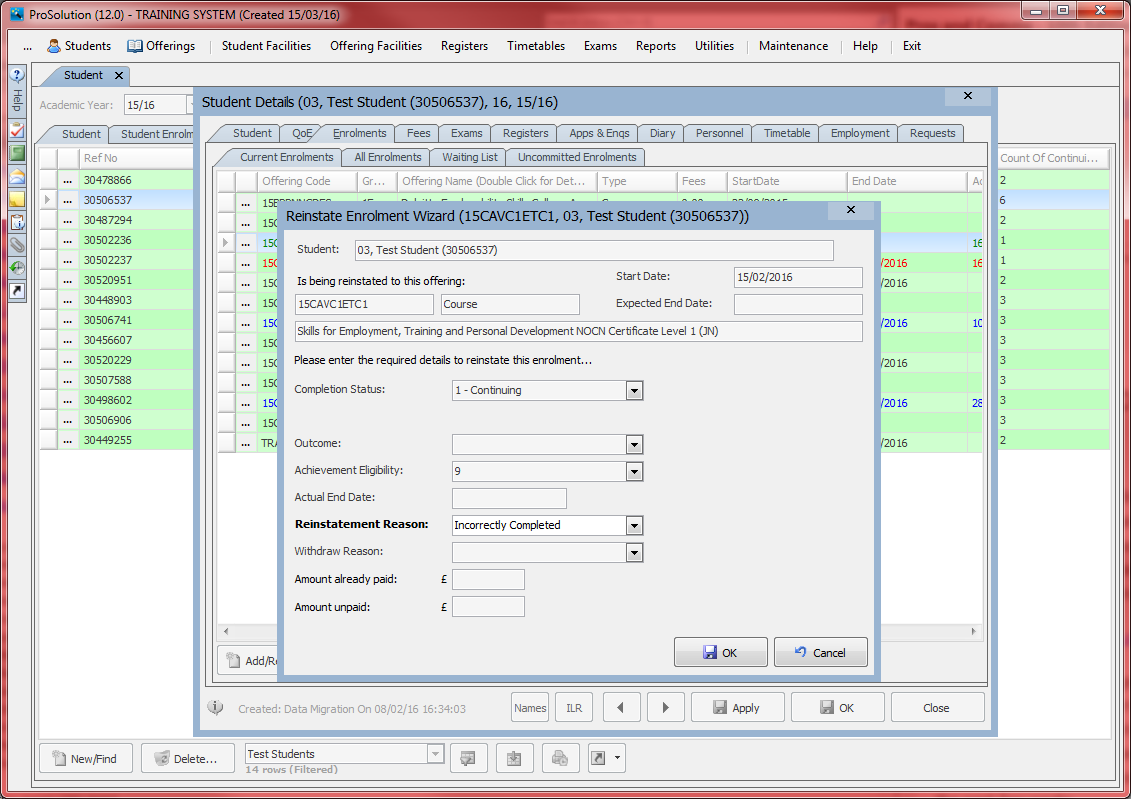 ProSolution (12.0) - TRAINING SYSTEM (Created 15/03/16)
... Students Offerings Student Facilities Offering Facilities Registers Timetables Exams Reports Utilities Maintenance Help Exit
Help
Student
Academic Year: 15/16
Student Student Enrolm
Ref No Count Of Continui...
... 30478866 2
... 30506537 6
... 30487294 2
... 30502236 1
... 30502237 1
... 30520951 2
... 30448903 3
... 30506741 3
... 30456607 3
... 30520229 3
... 30507588 3
... 30498602 3
... 30506906 3
... 30449255 2
Student Details (03, Test Student (30506537), 16, 15/16)
Student QoE Enrolments Fees Exams Registers Apps & Enqs Diary Personnel Timetable Employment Requests
Current Enrolments All Enrolments Waiting List Uncommitted Enrolments
Offering Code Gr... Offering Name (Double Click for Det... Type Fees StartDate End Date Ac
...
... 150
... 150 16
... 150 /2016 16
... 150 /2016
... 150
... 150 /2016 10
... 150
... 150 /2016
... 150
... 150 /2016 28
... 150
... TRA /2016
Reinstate Enrolment Wizard (15CAVC1ETC1, 03, Test Student (30506537))
Student: 03, Test Student (30506537)
Is being reinstated to this offering: Start Date: 15/02/2016
15CAVC1ETC1 Course Expected End Date:
Skills for Employment, Training and Personal Development NOCN Certificate Level 1 (JN)
Please enter the required details to reinstate this enrolment...
Completion Status: 1 - Continuing
Outcome:
Achievement Eligibility: 9
Actual End Date:
Reinstatement Reason: Incorrectly Completed
Withdraw Reason:
Amount already paid: £
Amount unpaid: £
OK Cancel
Add/Re
Created: Data Migration On 08/02/16 16:34:03 Names ILR Apply OK Close
New/Find Delete... Test Students
14 rows (Filtered)